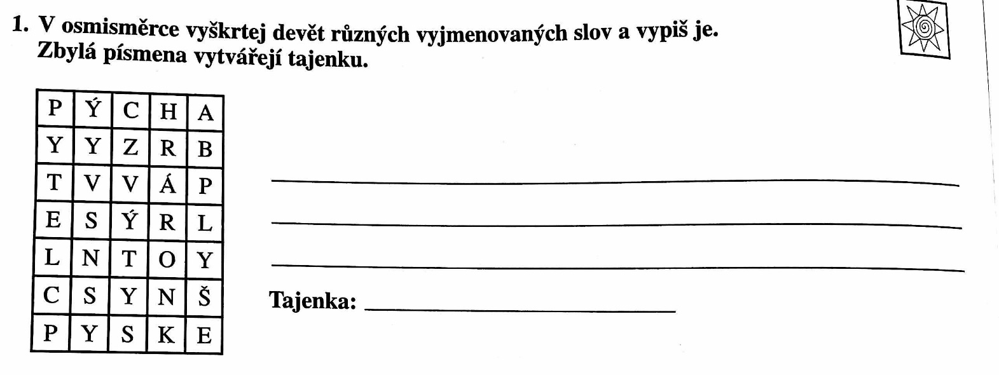 1. V osmisměrce vyškrtej devět různých vyjmenovaných slov a vypiš je.
Zbylá písmena vytvářejí tajenku.
P Ý C H A
Y Y Z R B
T V V Á P
E S Ý R L
L N T O Y
C S Y N Š
P Y S K E
Tajenka: